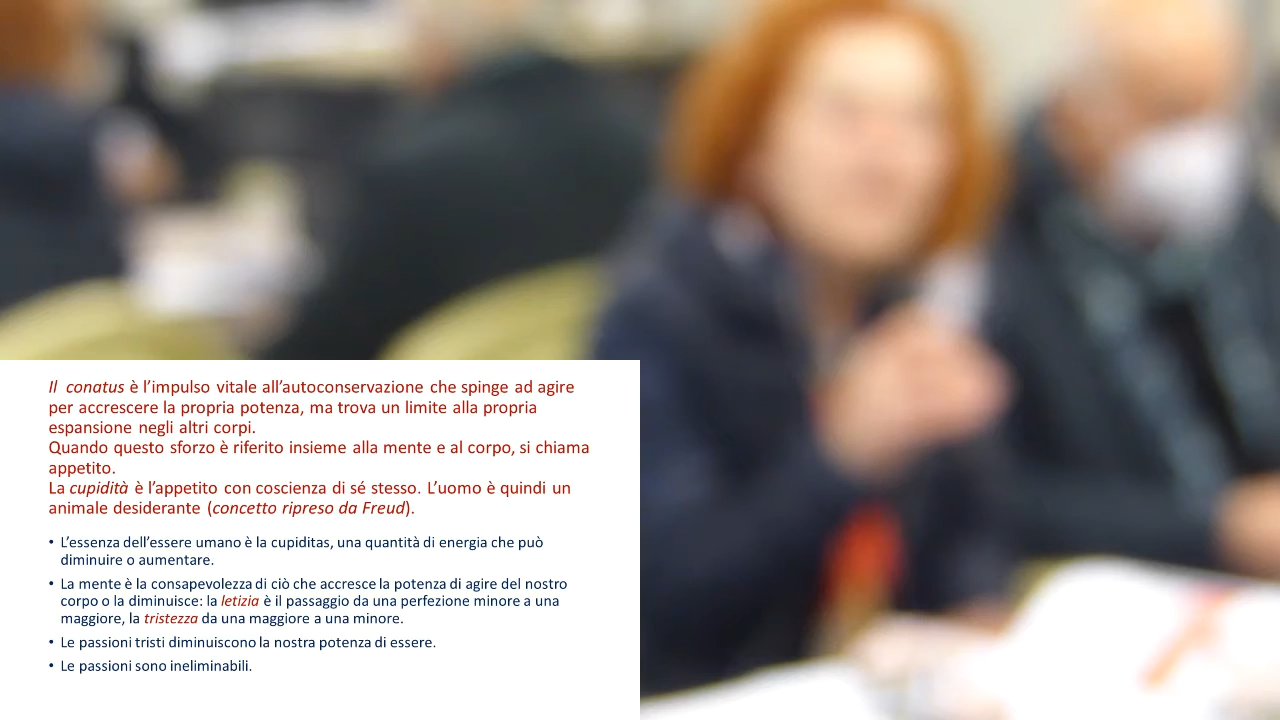 Il conatus è l’impulso vitale all’autoconservazione che spinge ad agire
per accrescere la propria potenza, ma trova un limite alla propria
espansione negli altri corpi.
Quando questo sforzo è riferito insieme alla mente e al corpo, si chiama
appetito.
La cupidità è l’appetito con coscienza di sé stesso. L’uomo è quindi un
animale desiderante (concetto ripreso da Freud).
• L’essenza dell’essere umano è la cupiditas, una quantità di energia che può
diminuire o aumentare.
• La mente è la consapevolezza di ciò che accresce la potenza di agire del nostro
corpo o la diminuisce: la letizia è il passaggio da una perfezione minore a una
maggiore, la tristezza da una maggiore a una minore.
• Le passioni tristi diminuiscono la nostra potenza di essere.
• Le passioni sono ineliminabili.